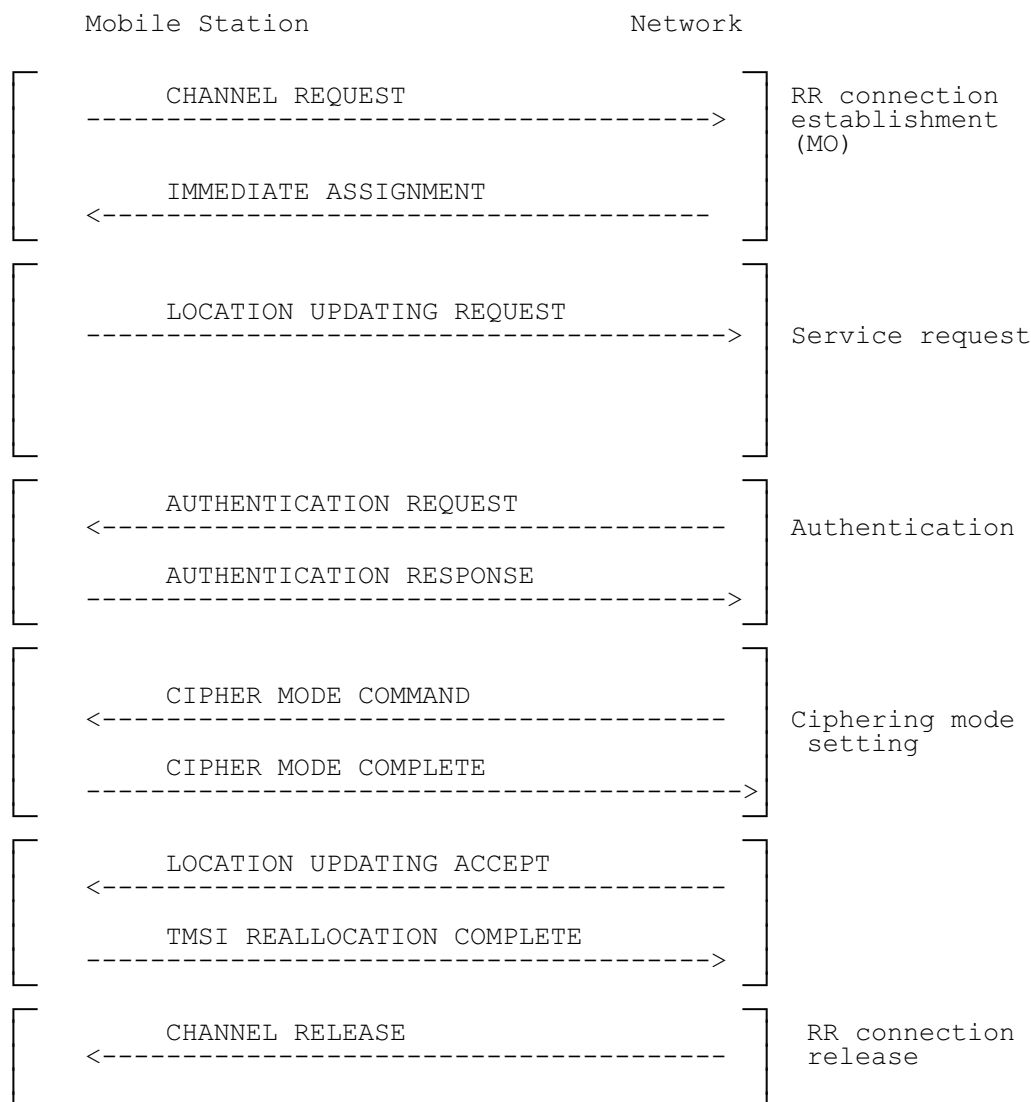 Mobile Station Network
CHANNEL REQUEST
RR connection
establishment
(MO)
IMMEDIATE ASSIGNMENT
LOCATION UPDATING REQUEST
Service request
AUTHENTICATION REQUEST
Authentication
AUTHENTICATION RESPONSE
CIPHER MODE COMMAND
Ciphering mode
setting
CIPHER MODE COMPLETE
LOCATION UPDATING ACCEPT
TMSI REALLOCATION COMPLETE
CHANNEL RELEASE
RR connection
release